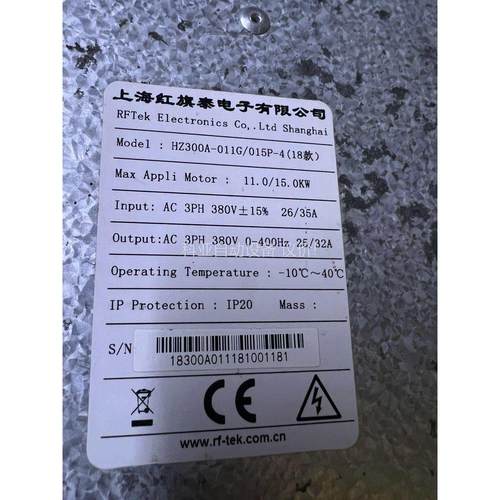 上海虹旗泰电子有限公司
RFTek Electronics Co,.Ltd Shanghai
Model : HZ300A-011G/015P-4(18款)
Max Appli Motor : 11.0/15.0KW
Input: AC 3PH 380V±15% 26/35A
Output:AC 3PH 380V 0-400Hz 25/32A
Operating Temperature : -10℃~40℃
IP Protection : IP20 Mass :
S/N
18300A011181001181
CE
www.rf-tek.com.cn